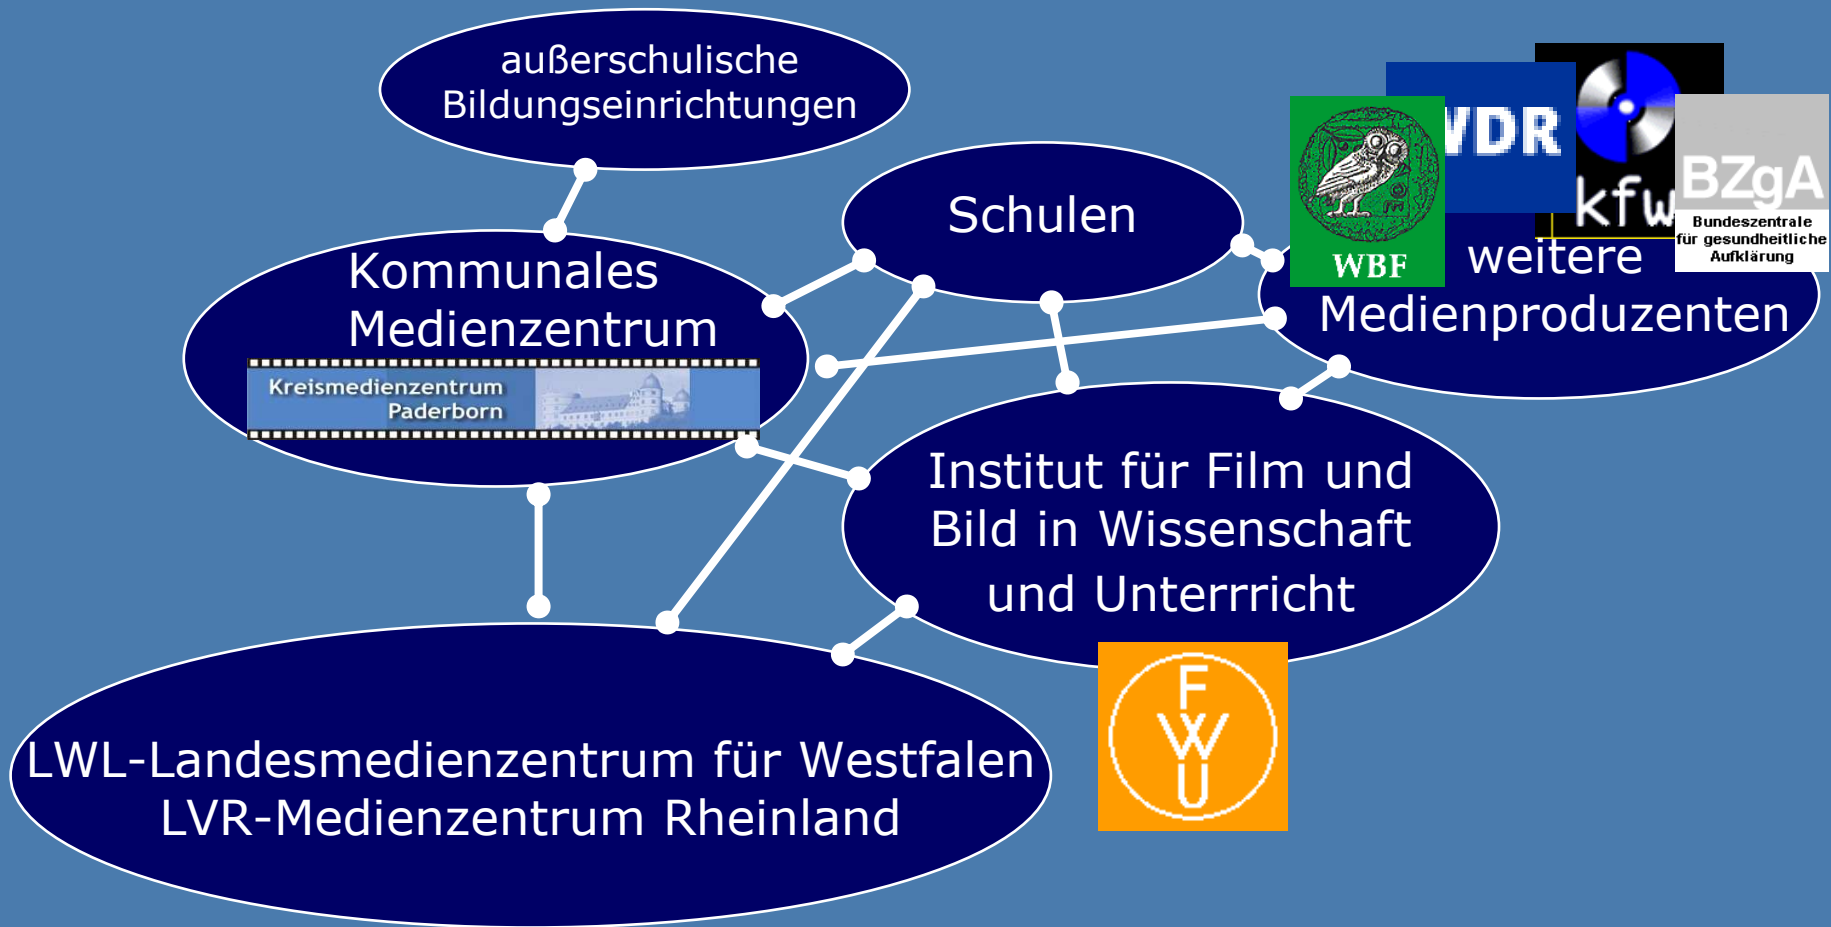 außerschulische
Bildungseinrichtungen
Schulen
WBF
WDR
kfw
BZgA
Bundeszentrale
für gesundheitliche
Aufklärung
weitere
Medienproduzenten
Kommunales
Medienzentrum
Kreismedienzentrum
Paderborn
Institut für Film und
Bild in Wissenschaft
und Unterrricht
F
W
U
LWL-Landesmedienzentrum für Westfalen
LVR-Medienzentrum Rheinland